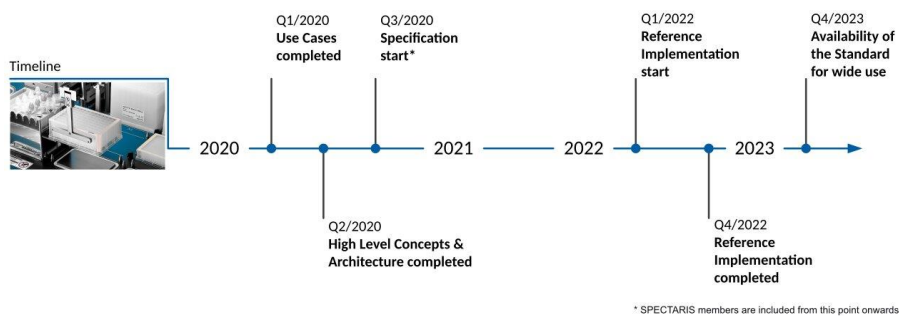 Timeline
Q1/2020
Use Cases
completed
Q3/2020
Specification
start*
Q1/2022
Reference
Implementation
start
Q4/2023
Availability of
the Standard
for wide use
2020
2021
2022
2023
Q2/2020
High Level Concepts &
Architecture completed
Q4/2022
Reference
Implementation
completed
* SPECTARIS members are included from this point onwards